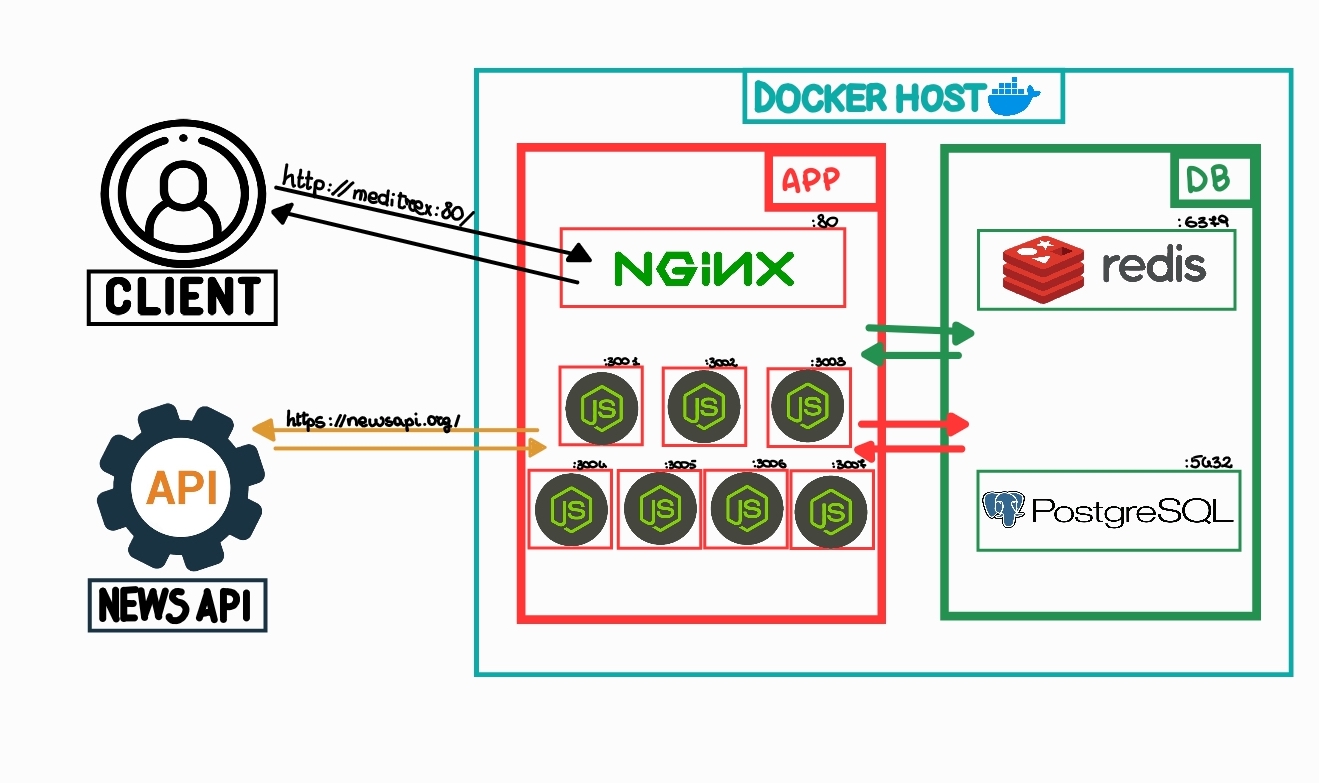 DOCKER HOST
APP
DB
:80
:6379
http://meditrex:80/
NGiNX
redis
CLIENT
:3001
:3002
:3003
JS
JS
JS
https://newsapi.org/
:3004
:3005
:3006
:3007
:5432
JS
JS
JS
JS
API
PostgreSQL
NEWS API